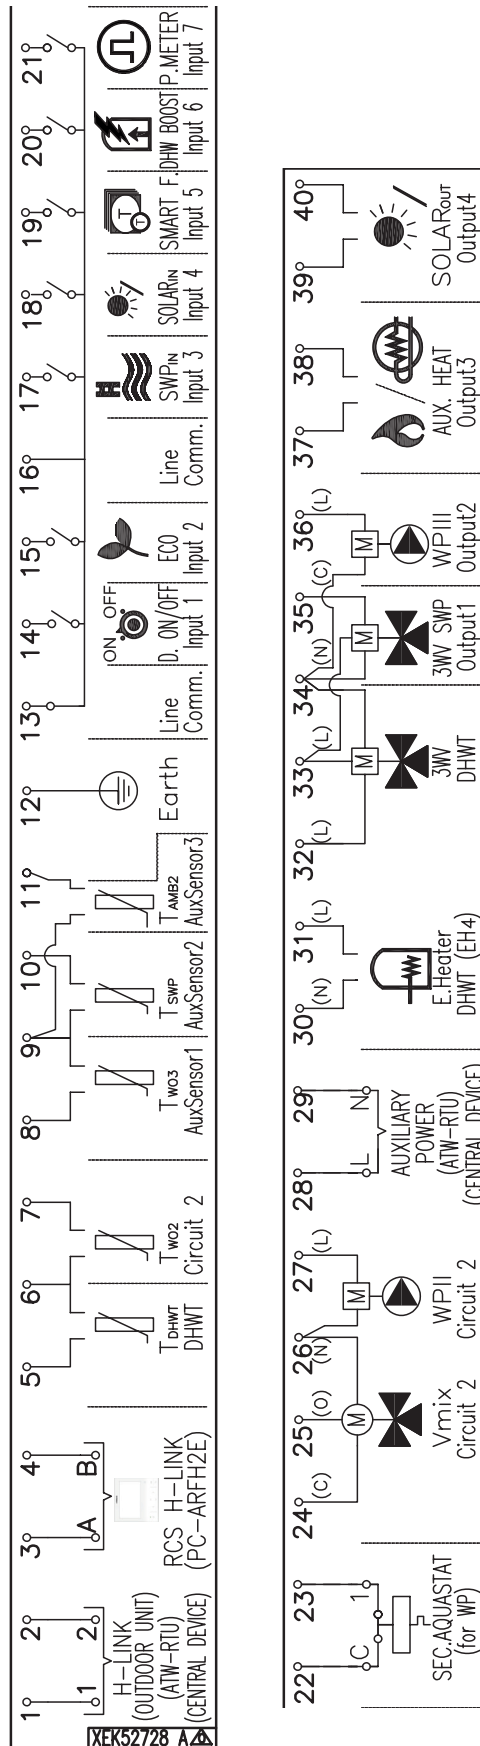 1 2 3 4 5 6 7 8 9 10 11 12 13 14 15 16 17 18 19 20 21
1 2
H-LINK
(OUTDOOR UNIT)
(ATW-RTU)
(CENTRAL DEVICE)
A B
RCS H-LINK
(PC-ARFH2E)
TDHWT
DHWT
TWO2
Circuit 2
TWO3
AuxSensor1
TSWP
AuxSensor2
TAMB2
AuxSensor3
Earth
Line
Comm.
ON OFF
D. ON/OFF
Input 1
ECO
Input 2
Line
Comm.
SWPIN
Input 3
SOLARIN
Input 4
T T
SMART F.
Input 5
DHW BOOST
Input 6
P.METER
Input 7
XEK52728 A
22 23 24 25 26 27 28 29 30 31 32 33 34 35 36 37 38 39 40
C 1
SEC.AQUASTAT
(for WP)
(C) (O) (N)
M
Vmix
Circuit 2
(L)
M
WPII
Circuit 2
L N
AUXILIARY
POWER
(ATW-RTU)
(CENTRAL DEVICE)
(N) (L)
E.Heater
DHWT (EH4)
(L) (L)
M
3WV
DHWT
(N) (C)
M
3WV SWP
Output1
(L)
M
WPIII
Output2
AUX. HEAT
Output3
SOLAROUT
Output4